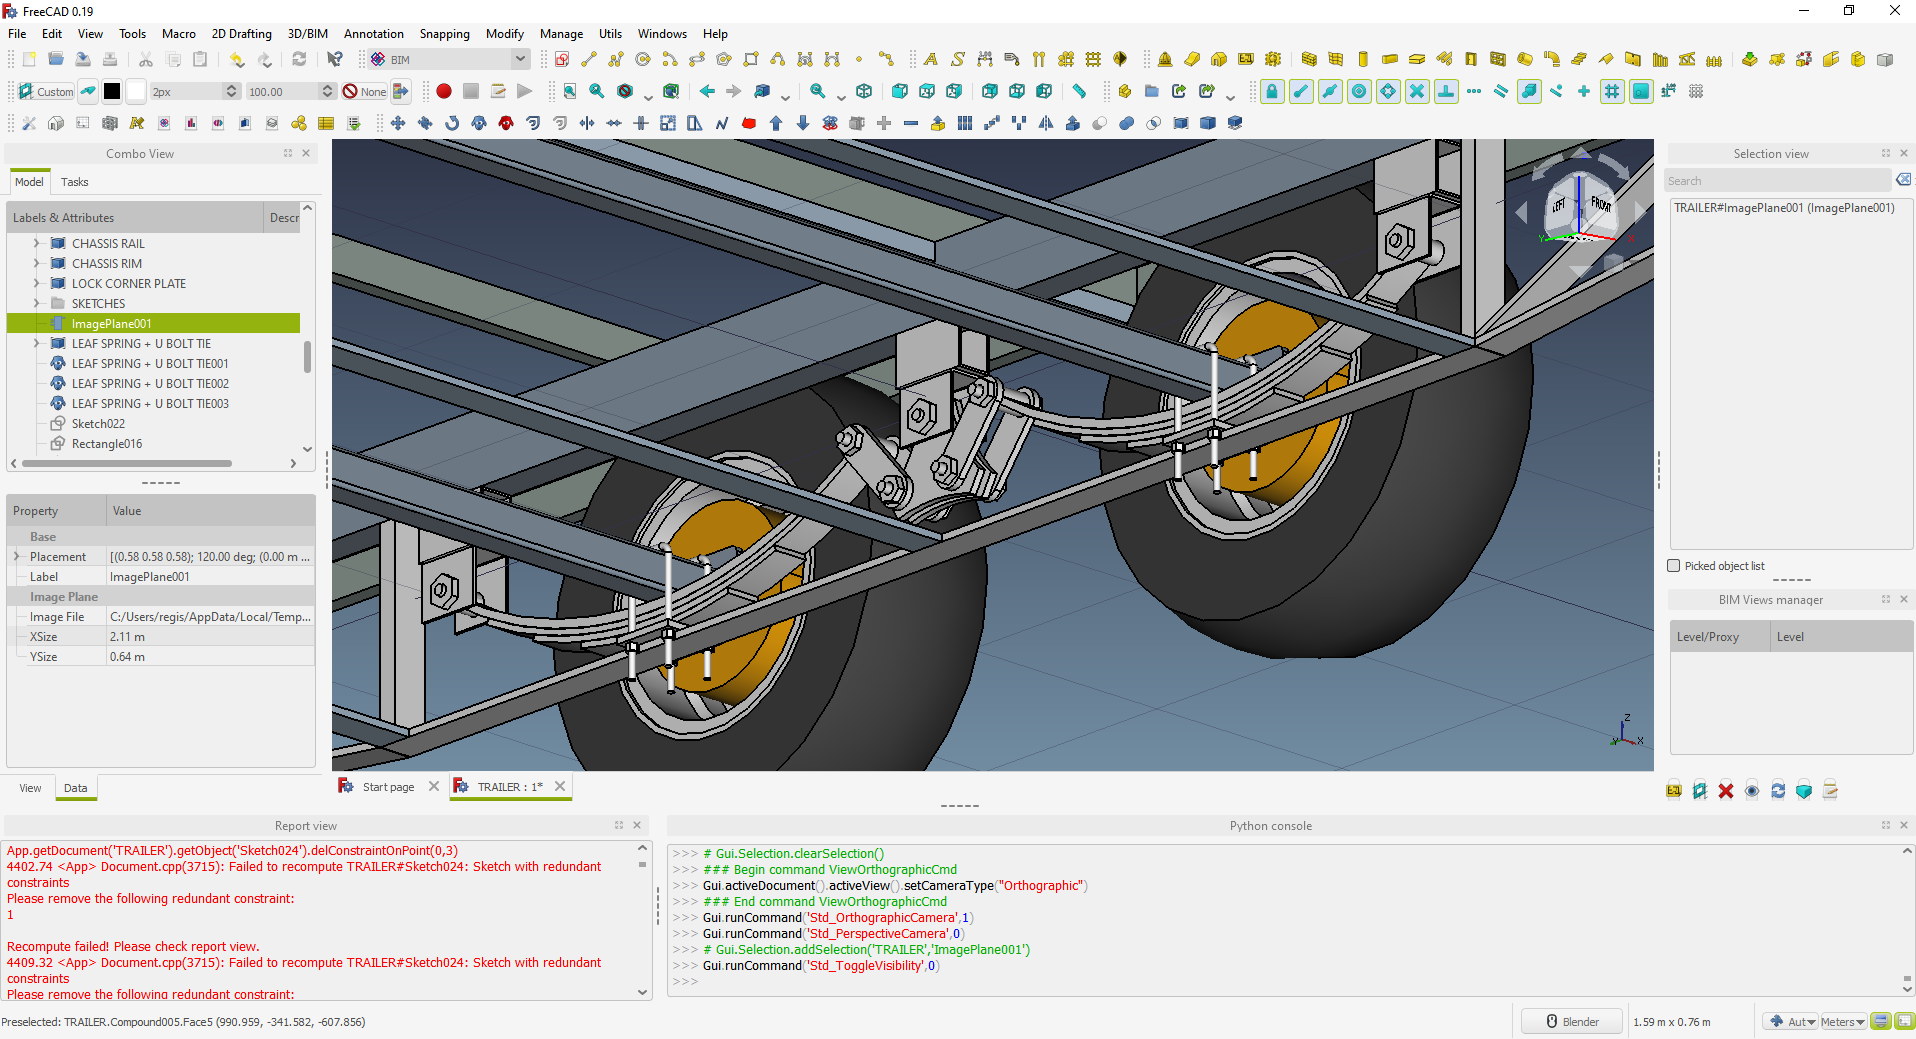 FreeCAD 0.19
File Edit View Tools Macro 2D Drafting 3D/BIM Annotation Snapping Modify Manage Utils Windows Help
BIM
Custom 2px 100.00 None
Combo View
Model Tasks
Labels & Attributes Descr
CHASSIS RAIL
CHASSIS RIM
LOCK CORNER PLATE
SKETCHES
ImagePlane001
LEAF SPRING + U BOLT TIE
LEAF SPRING + U BOLT TIE001
LEAF SPRING + U BOLT TIE002
LEAF SPRING + U BOLT TIE003
Sketch022
Rectangle016
Property Value
Base
Placement [(0.58 0.58 0.58); 120.00 deg; (0.00 m ...
Label ImagePlane001
Image Plane
Image File C:/Users/regis/AppData/Local/Temp...
XSize 2.11 m
YSize 0.64 m
View Data
LEFT FRONT
Z
Y X
Start page TRAILER : 1*
Selection view
Search
TRAILER#ImagePlane001 (ImagePlane001)
Picked object list
BIM Views manager
Level/Proxy Level
Report view
App.getDocument('TRAILER').getObject('Sketch024').delConstraintOnPoint(0,3)
4402.74 <App> Document.cpp(3715): Failed to recompute TRAILER#Sketch024: Sketch with redundant
constraints
Please remove the following redundant constraint:
1
Recompute failed! Please check report view.
4409.32 <App> Document.cpp(3715): Failed to recompute TRAILER#Sketch024: Sketch with redundant
constraints
Please remove the following redundant constraint:
Python console
>>> # Gui.Selection.clearSelection()
>>> ### Begin command ViewOrthographicCmd
>>> Gui.activeDocument().activeView().setCameraType("Orthographic")
>>> ### End command ViewOrthographicCmd
>>> Gui.runCommand('Std_OrthographicCamera',1)
>>> Gui.runCommand('Std_PerspectiveCamera',0)
>>> # Gui.Selection.addSelection('TRAILER','ImagePlane001')
>>> Gui.runCommand('Std_ToggleVisibility',0)
>>>
Preselected: TRAILER.Compound005.Face5 (990.959, -341.582, -607.856)
Blender 1.59 m x 0.76 m Aut Meters